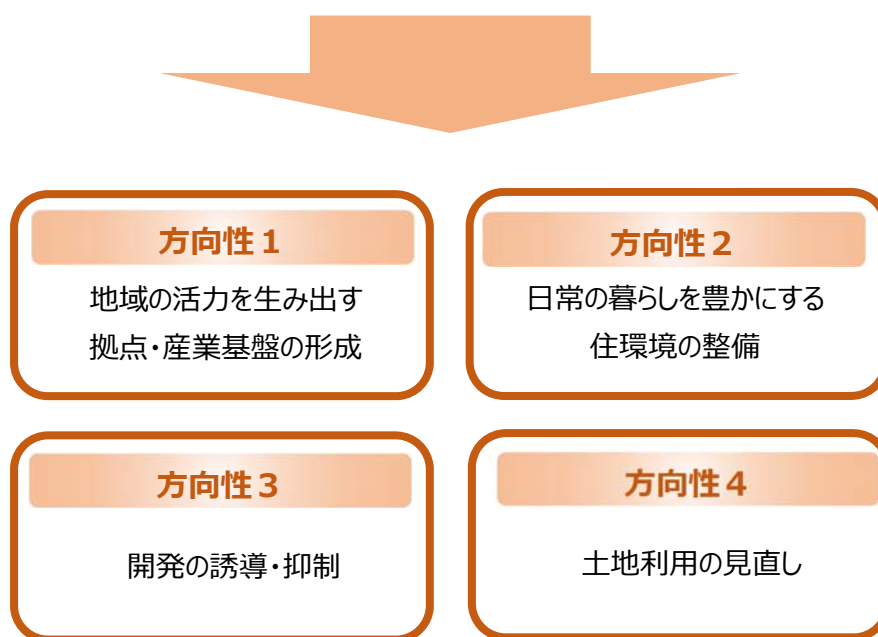 方向性１
地域の活力を生み出す
拠点・産業基盤の形成
方向性２
日常の暮らしを豊かにする
住環境の整備
方向性３
開発の誘導・抑制
方向性４
土地利用の見直し